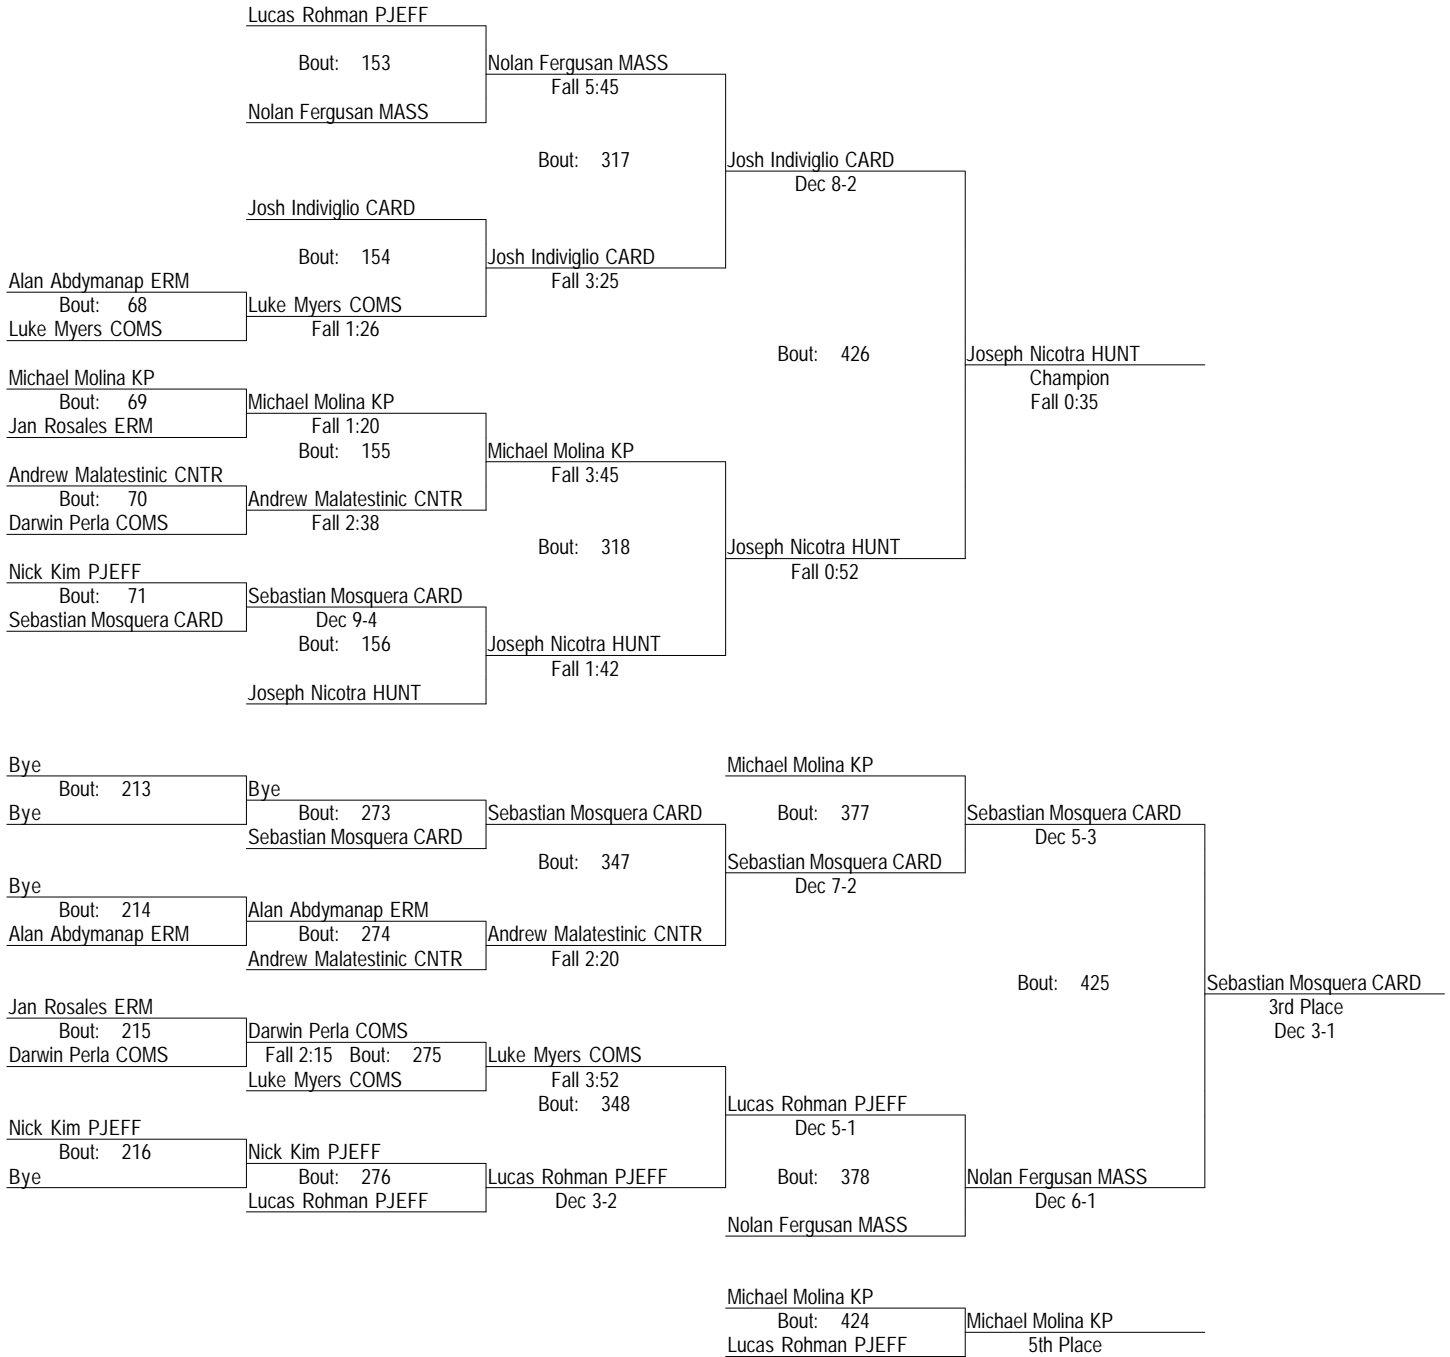 Lucas Rohman PJEFF
Bout: 153
Nolan Fergusan MASS
Fall 5:45
Nolan Fergusan MASS
Bout: 317
Josh Indiviglio CARD
Dec 8-2
Josh Indiviglio CARD
Bout: 154
Josh Indiviglio CARD
Fall 3:25
Alan Abdymanap ERM
Bout: 68
Luke Myers COMS
Luke Myers COMS
Fall 1:26
Bout: 426
Joseph Nicotra HUNT
Champion
Fall 0:35
Michael Molina KP
Bout: 69
Jan Rosales ERM
Michael Molina KP
Fall 1:20
Bout: 155
Michael Molina KP
Fall 3:45
Andrew Malatestinic CNTR
Bout: 70
Darwin Perla COMS
Andrew Malatestinic CNTR
Fall 2:38
Bout: 318
Joseph Nicotra HUNT
Fall 0:52
Nick Kim PJEFF
Bout: 71
Sebastian Mosquera CARD
Sebastian Mosquera CARD
Dec 9-4
Bout: 156
Joseph Nicotra HUNT
Fall 1:42
Joseph Nicotra HUNT
Bye
Bout: 213
Bye
Bye
Bout: 273
Sebastian Mosquera CARD
Sebastian Mosquera CARD
Bout: 347
Michael Molina KP
Bout: 377
Sebastian Mosquera CARD
Dec 7-2
Sebastian Mosquera CARD
Dec 5-3
Bye
Bout: 214
Alan Abdymanap ERM
Alan Abdymanap ERM
Bout: 274
Andrew Malatestinic CNTR
Andrew Malatestinic CNTR
Fall 2:20
Bout: 425
Sebastian Mosquera CARD
3rd Place
Dec 3-1
Jan Rosales ERM
Bout: 215
Darwin Perla COMS
Darwin Perla COMS
Fall 2:15 Bout: 275
Luke Myers COMS
Luke Myers COMS
Fall 3:52
Bout: 348
Lucas Rohman PJEFF
Dec 5-1
Nick Kim PJEFF
Bout: 216
Bye
Nick Kim PJEFF
Bout: 276
Lucas Rohman PJEFF
Lucas Rohman PJEFF
Dec 3-2
Bout: 378
Nolan Fergusan MASS
Nolan Fergusan MASS
Dec 6-1
Michael Molina KP
Bout: 424
Lucas Rohman PJEFF
Michael Molina KP
5th Place